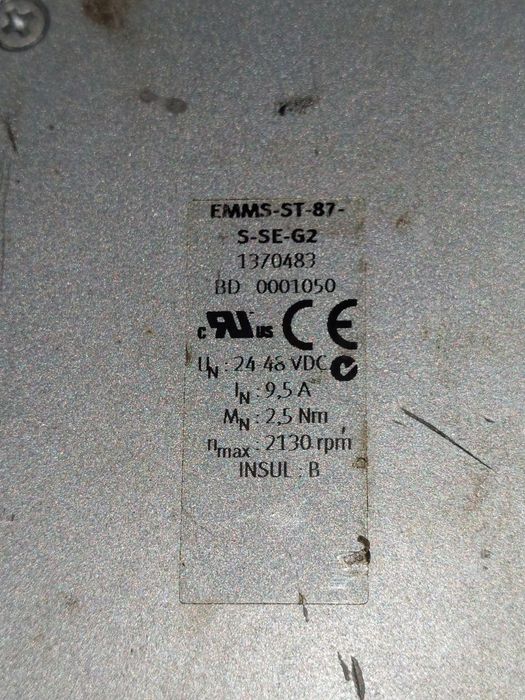 EMMS-ST-87-
S-SE-G2
1370483
BD 0001050
c RU us CE
UN : 24-48 VDC
IN : 9,5 A
MN : 2,5 Nm
nmax : 2130 rpm
INSUL : B